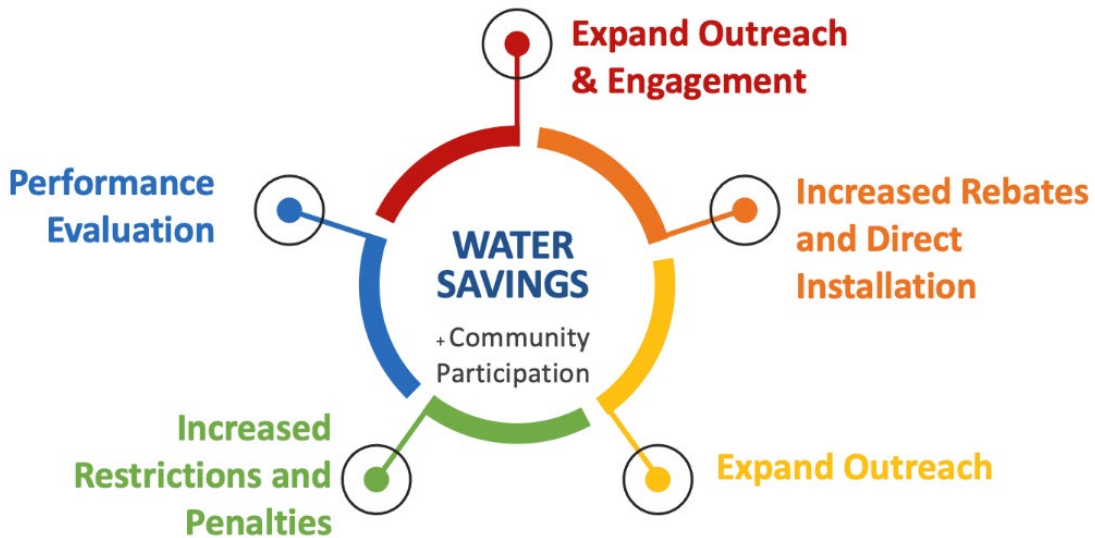 Expand Outreach
& Engagement
Increased Rebates
and Direct
Installation
Expand Outreach
Increased
Restrictions and
Penalties
Performance
Evaluation
WATER
SAVINGS
+ Community
Participation